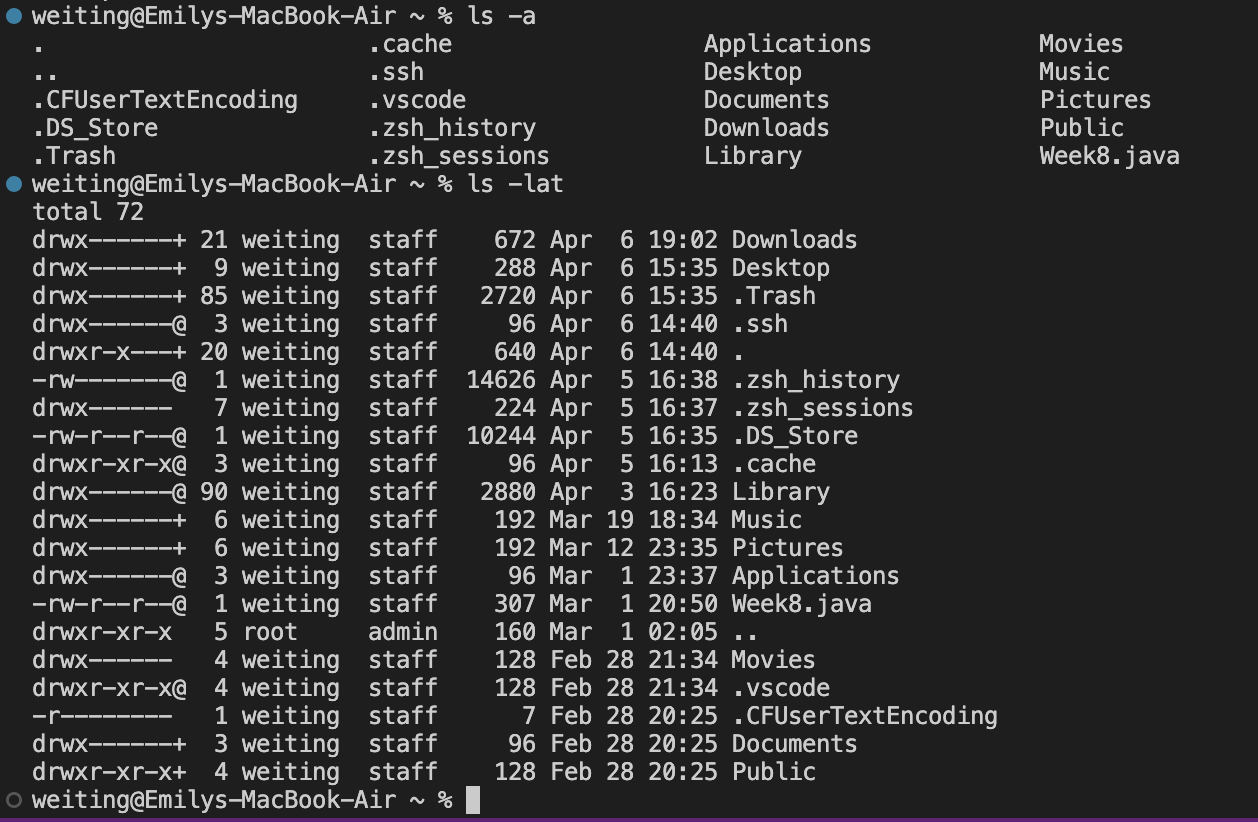 weiting@Emilys-MacBook-Air ~ % ls -a
. .cache Applications Movies
.. .ssh Desktop Music
.CFUserTextEncoding .vscode Documents Pictures
.DS_Store .zsh_history Downloads Public
.Trash .zsh_sessions Library Week8.java
weiting@Emilys-MacBook-Air ~ % ls -lat
total 72
drwx------+ 21 weiting staff 672 Apr 6 19:02 Downloads
drwx------+ 9 weiting staff 288 Apr 6 15:35 Desktop
drwx------+ 85 weiting staff 2720 Apr 6 15:35 .Trash
drwx------@ 3 weiting staff 96 Apr 6 14:40 .ssh
drwxr-x---+ 20 weiting staff 640 Apr 6 14:40 .
-rw-------@ 1 weiting staff 14626 Apr 5 16:38 .zsh_history
drwx------ 7 weiting staff 224 Apr 5 16:37 .zsh_sessions
-rw-r--r--@ 1 weiting staff 10244 Apr 5 16:35 .DS_Store
drwxr-xr-x@ 3 weiting staff 96 Apr 5 16:13 .cache
drwx------@ 90 weiting staff 2880 Apr 3 16:23 Library
drwx------+ 6 weiting staff 192 Mar 19 18:34 Music
drwx------+ 6 weiting staff 192 Mar 12 23:35 Pictures
drwx------@ 3 weiting staff 96 Mar 1 23:37 Applications
-rw-r--r--@ 1 weiting staff 307 Mar 1 20:50 Week8.java
drwxr-xr-x 5 root admin 160 Mar 1 02:05 ..
drwx------ 4 weiting staff 128 Feb 28 21:34 Movies
drwxr-xr-x@ 4 weiting staff 128 Feb 28 21:34 .vscode
-r-------- 1 weiting staff 7 Feb 28 20:25 .CFUserTextEncoding
drwx------+ 3 weiting staff 96 Feb 28 20:25 Documents
drwxr-xr-x+ 4 weiting staff 128 Feb 28 20:25 Public
weiting@Emilys-MacBook-Air ~ %